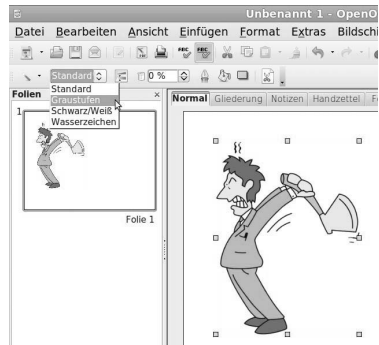 Unbenannt 1 - OpenO
Datei Bearbeiten Ansicht Einfügen Format Extras Bildschi
Standard 0 %
Standard
Graustufen
Schwarz/Weiß
Wasserzeichen
Folien ×
Normal Gliederung Notizen Handzettel Fo
1
Folie 1